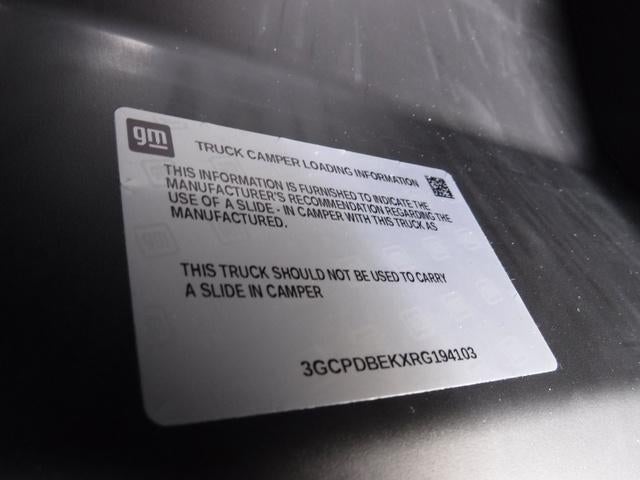 gm
TRUCK CAMPER LOADING INFORMATION
THIS INFORMATION IS FURNISHED TO INDICATE THE
MANUFACTURER'S RECOMMENDATION REGARDING THE
USE OF A SLIDE - IN CAMPER WITH THIS TRUCK AS
MANUFACTURED.
THIS TRUCK SHOULD NOT BE USED TO CARRY
A SLIDE IN CAMPER
3GCPDBEKXRG194103